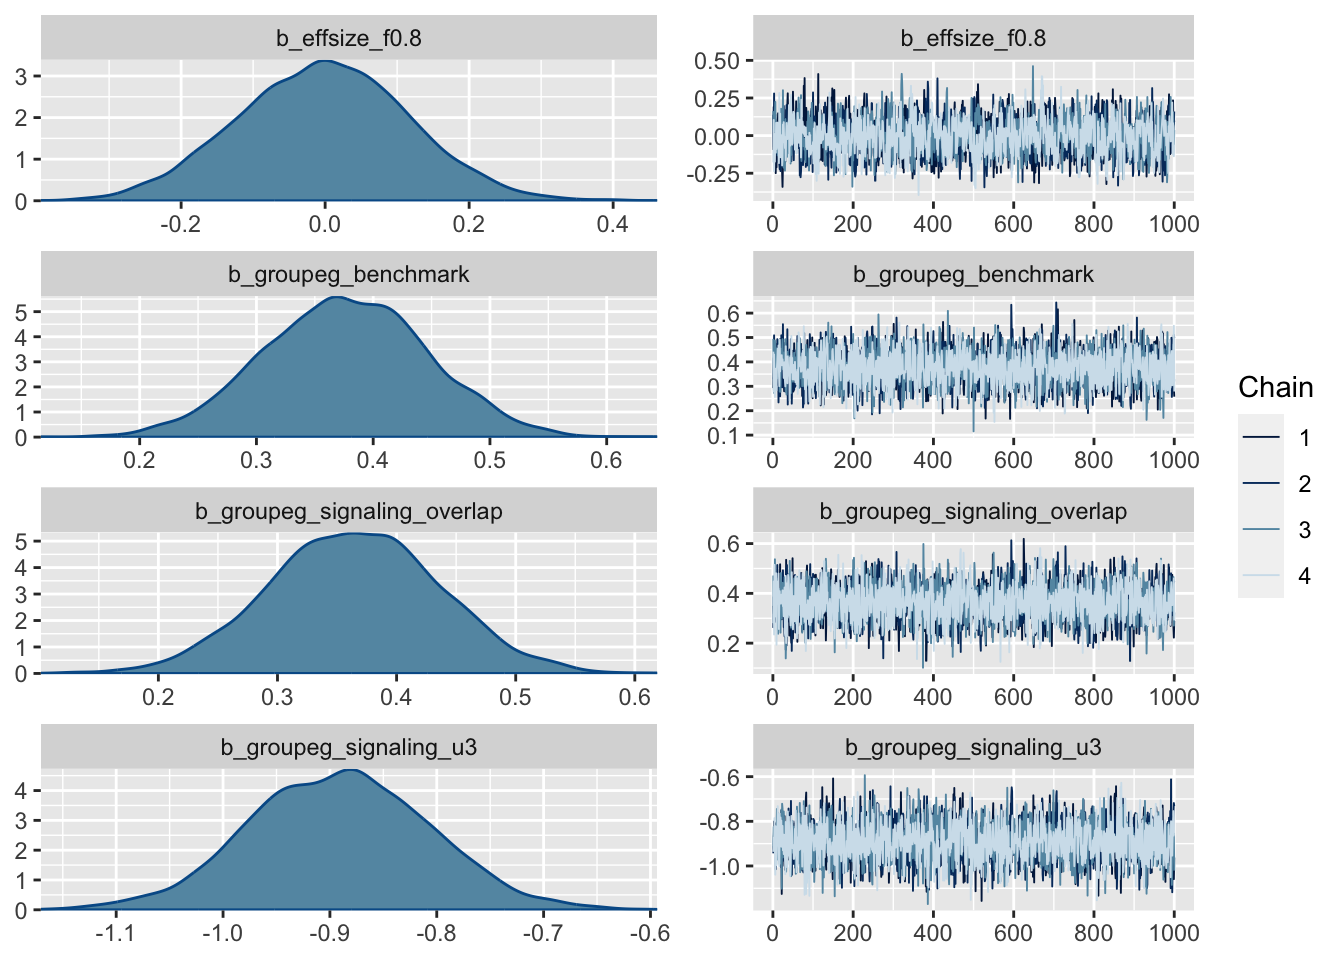 b_effsize_f0.8
3
2
1
0
-0.2 0.0 0.2 0.4
b_effsize_f0.8
0.50
0.25
0.00
-0.25
0 200 400 600 800 1000
b_groupeg_benchmark
5
4
3
2
1
0
0.2 0.3 0.4 0.5 0.6
b_groupeg_benchmark
0.6
0.5
0.4
0.3
0.2
0.1
0 200 400 600 800 1000
b_groupeg_signaling_overlap
5
4
3
2
1
0
0.2 0.3 0.4 0.5 0.6
b_groupeg_signaling_overlap
0.6
0.4
0.2
0 200 400 600 800 1000
b_groupeg_signaling_u3
4
3
2
1
0
-1.1 -1.0 -0.9 -0.8 -0.7 -0.6
b_groupeg_signaling_u3
-0.6
-0.8
-1.0
0 200 400 600 800 1000
Chain
1
2
3
4